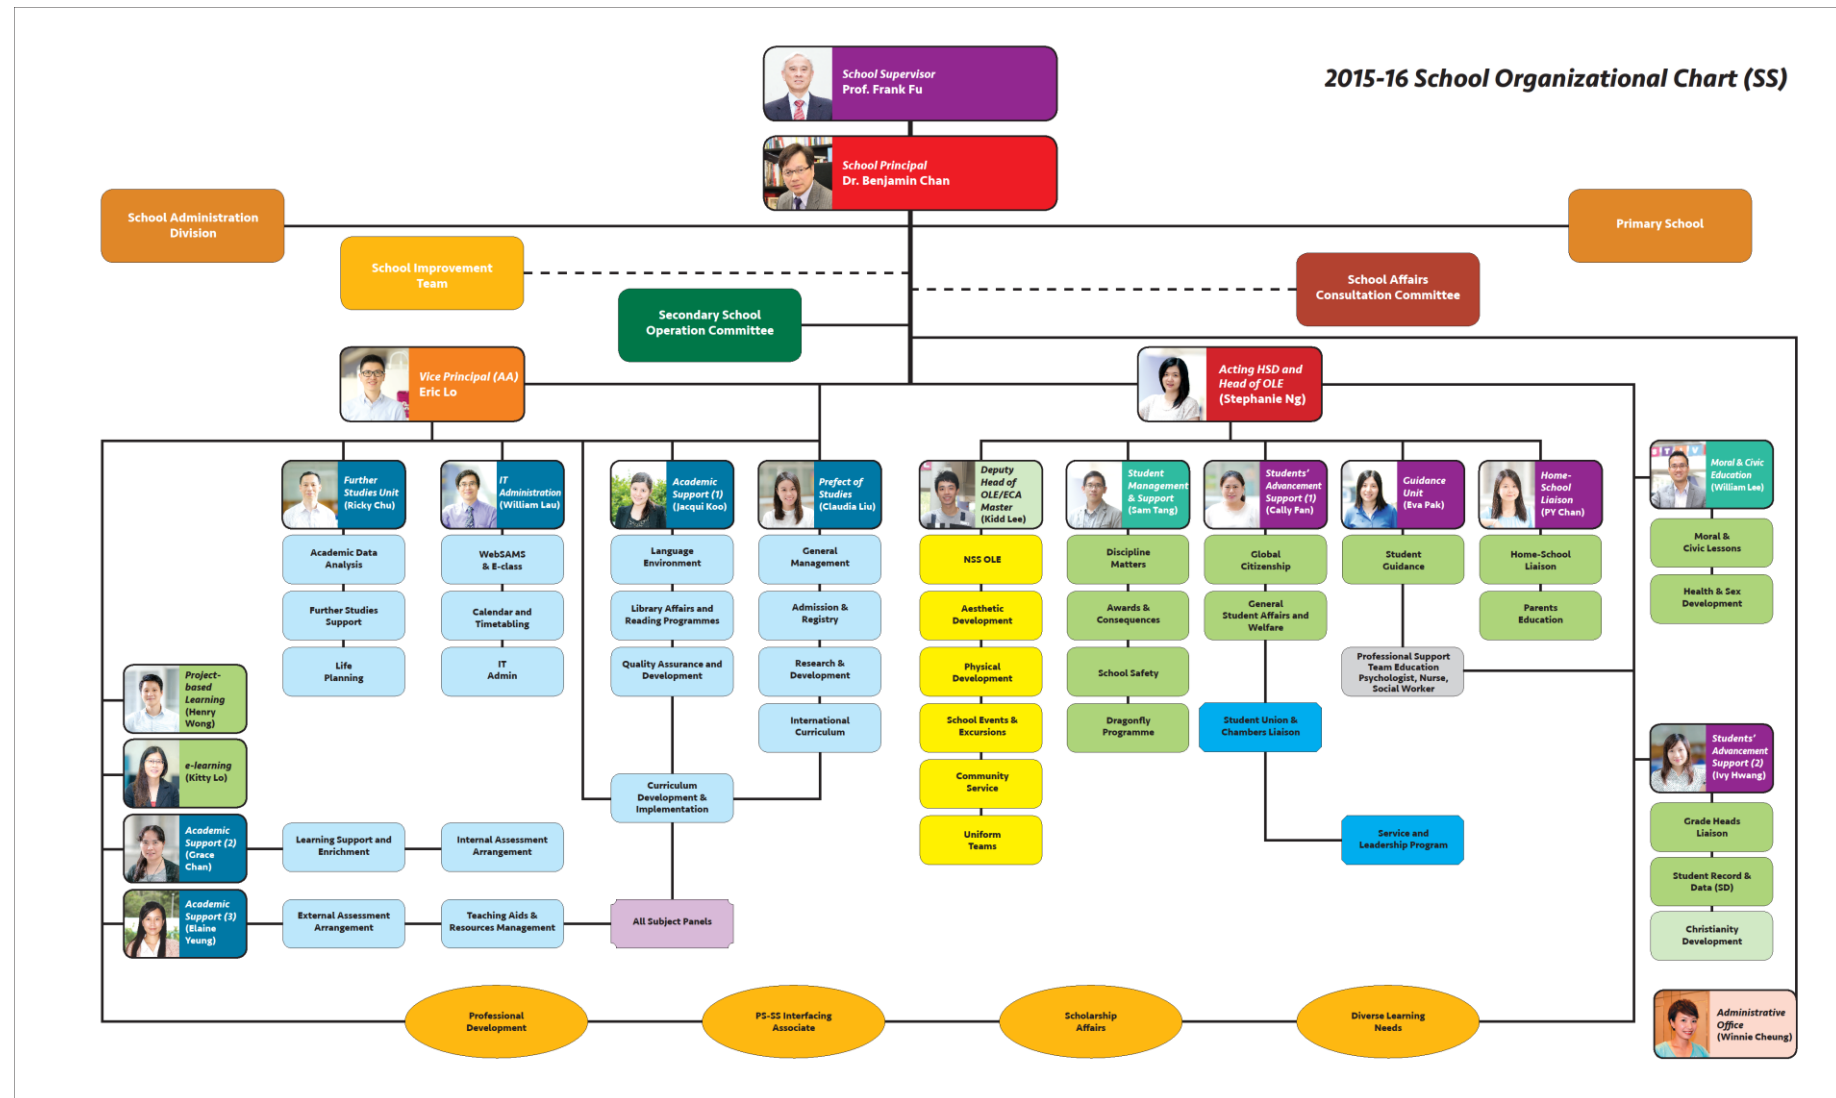 2015-16 School Organizational Chart (SS)
School Supervisor
Prof. Frank Fu
School Principal
Dr. Benjamin Chan
School Administration
Division
Primary School
School Improvement
Team
School Affairs
Consultation Committee
Secondary School
Operation Committee
Vice Principal (AA)
Eric Lo
Acting HSD and
Head of OLE
(Stephanie Ng)
Further
Studies Unit
(Ricky Chu)
Academic Data
Analysis
Further Studies
Support
Life
Planning
IT
Administration
(William Lau)
WebSAMS
& E-class
Calendar and
Timetabling
IT
Admin
Academic
Support (1)
(Jacqui Koo)
Language
Environment
Library Affairs and
Reading Programmes
Quality Assurance and
Development
Prefect of
Studies
(Claudia Liu)
General
Management
Admission &
Registry
Research &
Development
International
Curriculum
Curriculum
Development &
Implementation
Deputy
Head of
OLE/ECA
Master
(Kidd Lee)
NSS OLE
Aesthetic
Development
Physical
Development
School Events &
Excursions
Community
Service
Uniform
Teams
Student
Management
& Support
(Sam Tang)
Discipline
Matters
Awards &
Consequences
School Safety
Dragonfly
Programme
Students'
Advancement
Support (1)
(Cally Fan)
Global
Citizenship
General
Student Affairs and
Welfare
Student Union &
Chambers Liaison
Guidance
Unit
(Eva Pak)
Student
Guidance
Professional Support
Team Education
Psychologist, Nurse,
Social Worker
Service and
Leadership Program
Home-
School
Liaison
(PY Chan)
Home-School
Liaison
Parents
Education
Moral & Civic
Education
(William Lee)
Moral &
Civic Lessons
Health & Sex
Development
Students'
Advancement
Support (2)
(Ivy Hwang)
Grade Heads
Liaison
Student Record &
Data (SD)
Christianity
Development
Project-
based
Learning
(Henry
Wong)
e-learning
(Kitty Lo)
Academic
Support (2)
(Grace
Chan)
Learning Support and
Enrichment
Internal Assessment
Arrangement
Academic
Support (3)
(Elaine
Yeung)
External Assessment
Arrangement
Teaching Aids &
Resources Management
All Subject Panels
Professional
Development
PS-SS Interfacing
Associate
Scholarship
Affairs
Diverse Learning
Needs
Administrative
Office
(Winnie Cheung)